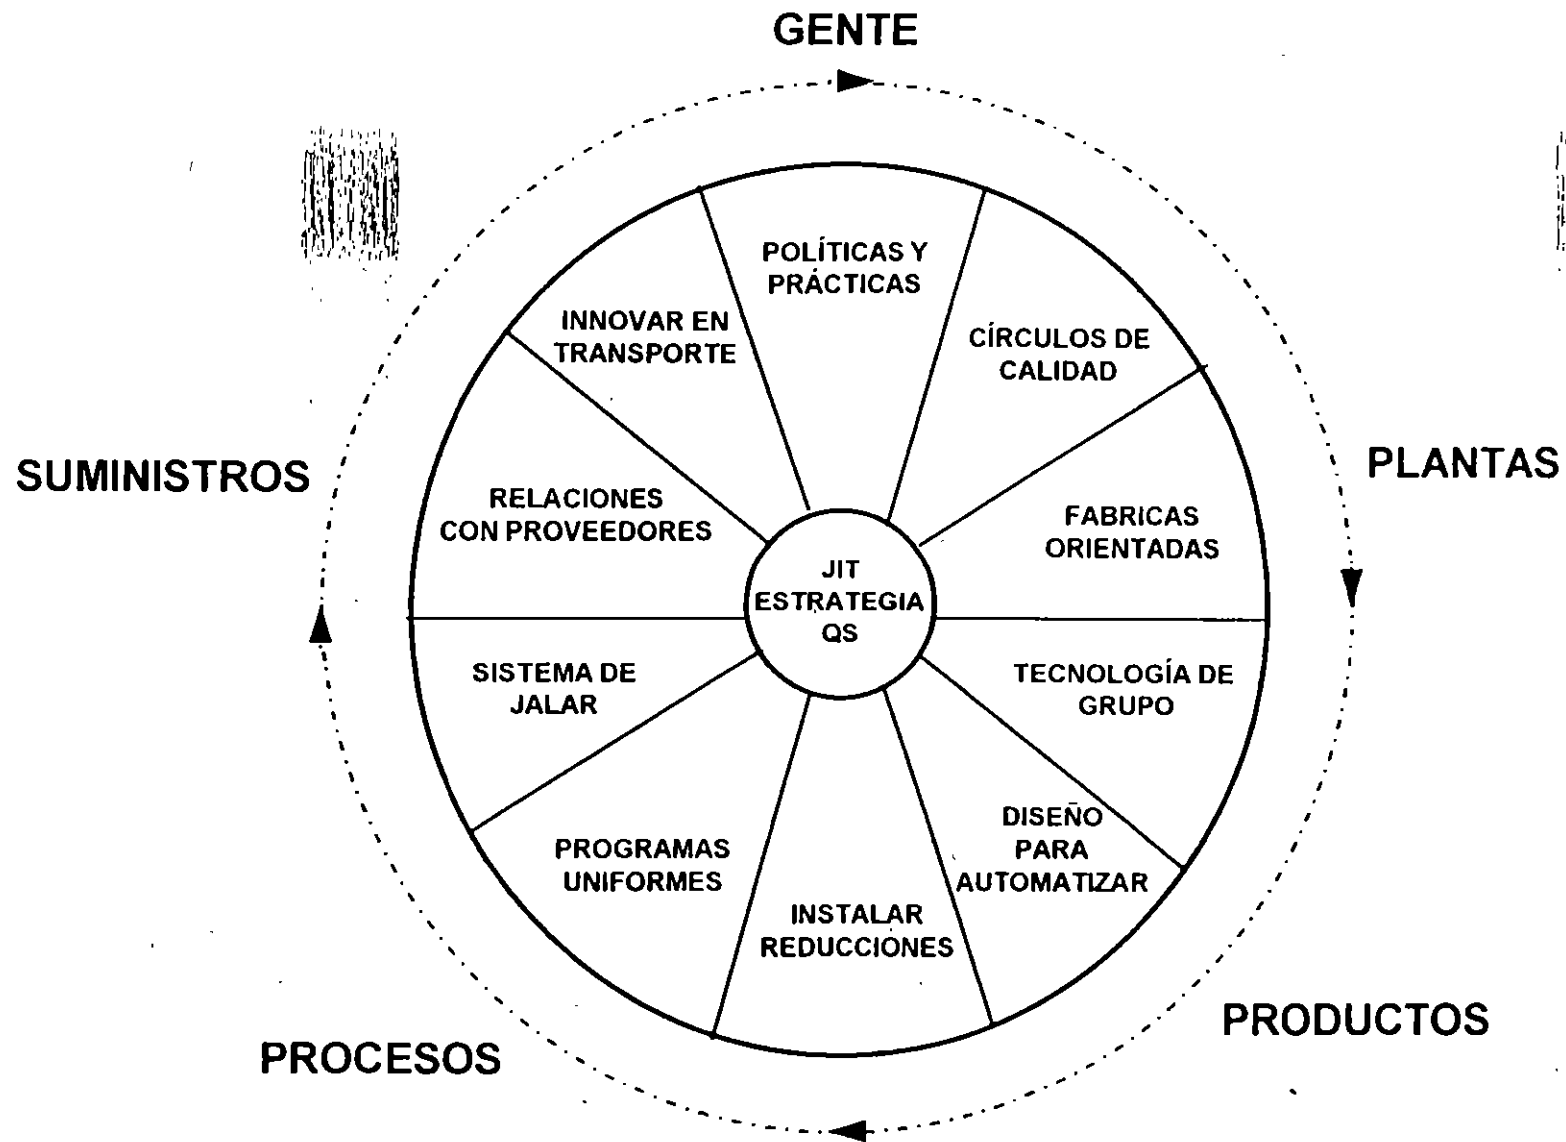 GENTE
POLÍTICAS Y
PRÁCTICAS
INNOVAR EN
TRANSPORTE
CÍRCULOS DE
CALIDAD
SUMINISTROS
PLANTAS
RELACIONES
CON PROVEEDORES
FABRICAS
ORIENTADAS
JIT
ESTRATEGIA
QS
SISTEMA DE
JALAR
TECNOLOGÍA DE
GRUPO
PROGRAMAS
UNIFORMES
DISEÑO
PARA
AUTOMATIZAR
INSTALAR
REDUCCIONES
PROCESOS
PRODUCTOS